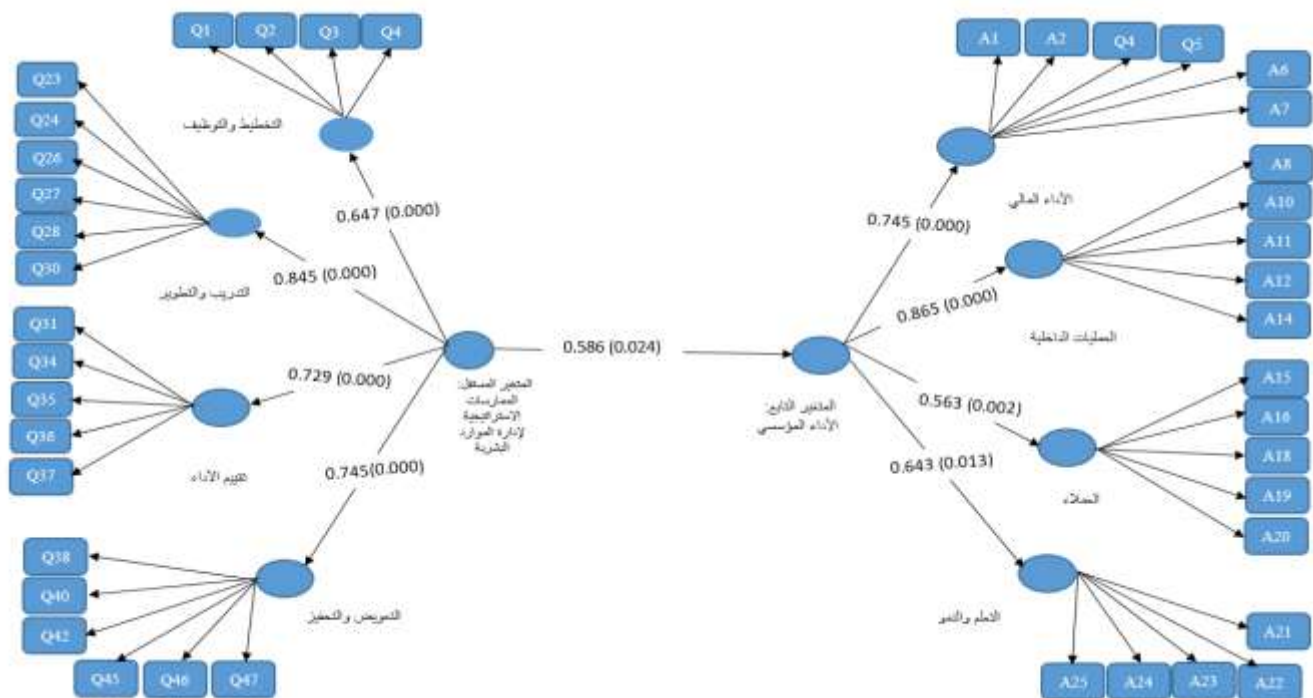 Q1 Q2 Q3 Q4
Q23
Q24
Q26
Q27
Q28
Q30
التخطيط والتوظيف
0.647 (0.000)
0.845 (0.000)
التدريب والتطوير
Q31
Q34
Q35
Q36
Q37
0.729 (0.000)
تقييم الأداء
0.745(0.000)
Q38
Q40
Q42
Q45 Q46 Q47
التعويض والتحفيز
المتغير المستقل:
الممارسات
الاستراتيجية
لإدارة الموارد
البشرية
0.586 (0.024)
المتغير التابع:
الأداء المؤسسي
A1 A2 Q4 Q5
A6
A7
0.745 (0.000)
الأداء المالي
A8
A10
A11
A12
A14
0.865 (0.000)
العمليات الداخلية
0.563 (0.002)
A15
A16
A18
A19
A20
العملاء
0.643 (0.013)
التعلم والنمو
A21
A25 A24 A23 A22